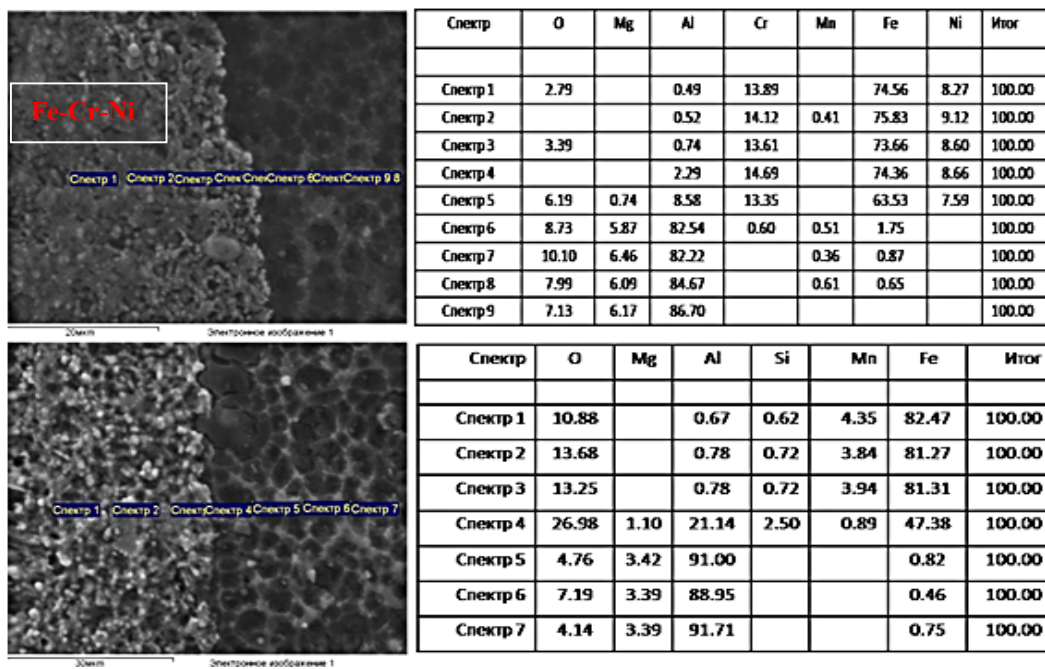 Fe-Cr-Ni
Спектр 1 Спектр 2 Спектр Спек Спе Спектр 6 Спект Спектр 9 8
20мкm Электронное изображение 1
Спектр O Mg Al Cr Mn Fe Ni Итог
Спектр 1 2.79 0.49 13.89 74.56 8.27 100.00
Спектр 2 0.52 14.12 0.41 75.83 9.12 100.00
Спектр 3 3.39 0.74 13.61 73.66 8.60 100.00
Спектр 4 2.29 14.69 74.36 8.66 100.00
Спектр 5 6.19 0.74 8.58 13.35 63.53 7.59 100.00
Спектр 6 8.73 5.87 82.54 0.60 0.51 1.75 100.00
Спектр 7 10.10 6.46 82.22 0.36 0.87 100.00
Спектр 8 7.99 6.09 84.67 0.61 0.65 100.00
Спектр 9 7.13 6.17 86.70 100.00
Спектр 1 Спектр 2 Спектр Спектр 4 Спектр 5 Спектр 6 Спектр 7
30мкm Электронное изображение 1
Спектр O Mg Al Si Mn Fe Итог
Спектр 1 10.88 0.67 0.62 4.35 82.47 100.00
Спектр 2 13.68 0.78 0.72 3.84 81.27 100.00
Спектр 3 13.25 0.78 0.72 3.94 81.31 100.00
Спектр 4 26.98 1.10 21.14 2.50 0.89 47.38 100.00
Спектр 5 4.76 3.42 91.00 0.82 100.00
Спектр 6 7.19 3.39 88.95 0.46 100.00
Спектр 7 4.14 3.39 91.71 0.75 100.00